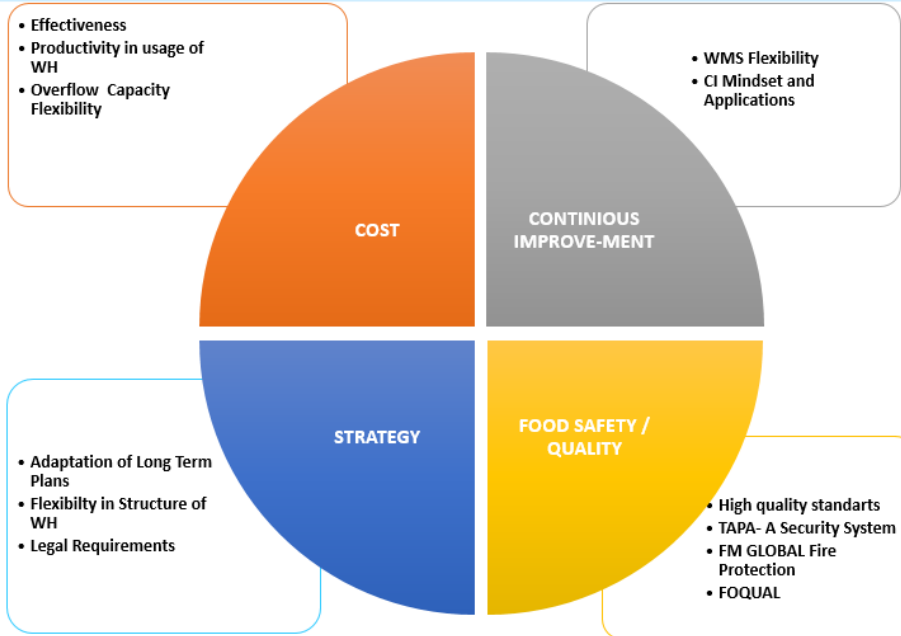 • Effectiveness
• Productivity in usage of
WH
• Overflow Capacity
Flexibility
• WMS Flexibility
• CI Mindset and
Applications
COST
CONTINIOUS
IMPROVE-MENT
STRATEGY
FOOD SAFETY /
QUALITY
• Adaptation of Long Term
Plans
• Flexibilty in Structure of
WH
• Legal Requirements
• High quality standarts
• TAPA- A Security System
• FM GLOBAL Fire
Protection
• FOQUAL